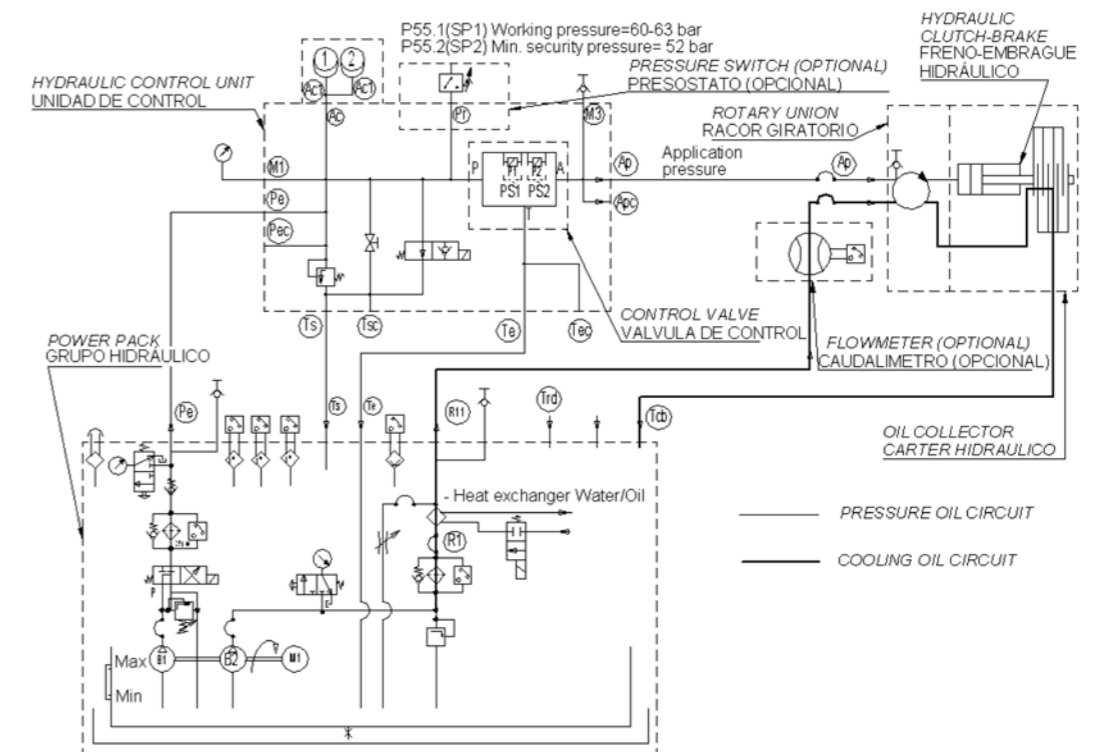 P55.1(SP1) Working pressure=60-63 bar
P55.2(SP2) Min. security pressure= 52 bar
HYDRAULIC
CLUTCH-BRAKE
FRENO-EMBRAGUE
HIDRÁULICO
HYDRAULIC CONTROL UNIT
UNIDAD DE CONTROL
1
2
Ac1
Ac1
Ac
Pr
PRESSURE SWITCH (OPTIONAL)
PRESOSTATO (OPCIONAL)
M3
ROTARY UNION
RACOR GIRATORIO
M1
P
P1
P2
A
PS1
PS2
T
Ap
Application
pressure
Ap
Pe
Apc
Pec
Ts
Tsc
Te
Tec
CONTROL VALVE
VALVULA DE CONTROL
FLOWMETER (OPTIONAL)
CAUDALIMETRO (OPCIONAL)
POWER PACK
GRUPO HIDRÁULICO
Pe
Ts
Te
R11
Trd
Tcb
OIL COLLECTOR
CARTER HIDRAULICO
- Heat exchanger Water/Oil
R1
PRESSURE OIL CIRCUIT
COOLING OIL CIRCUIT
P
Max
B1
B2
M1
Min